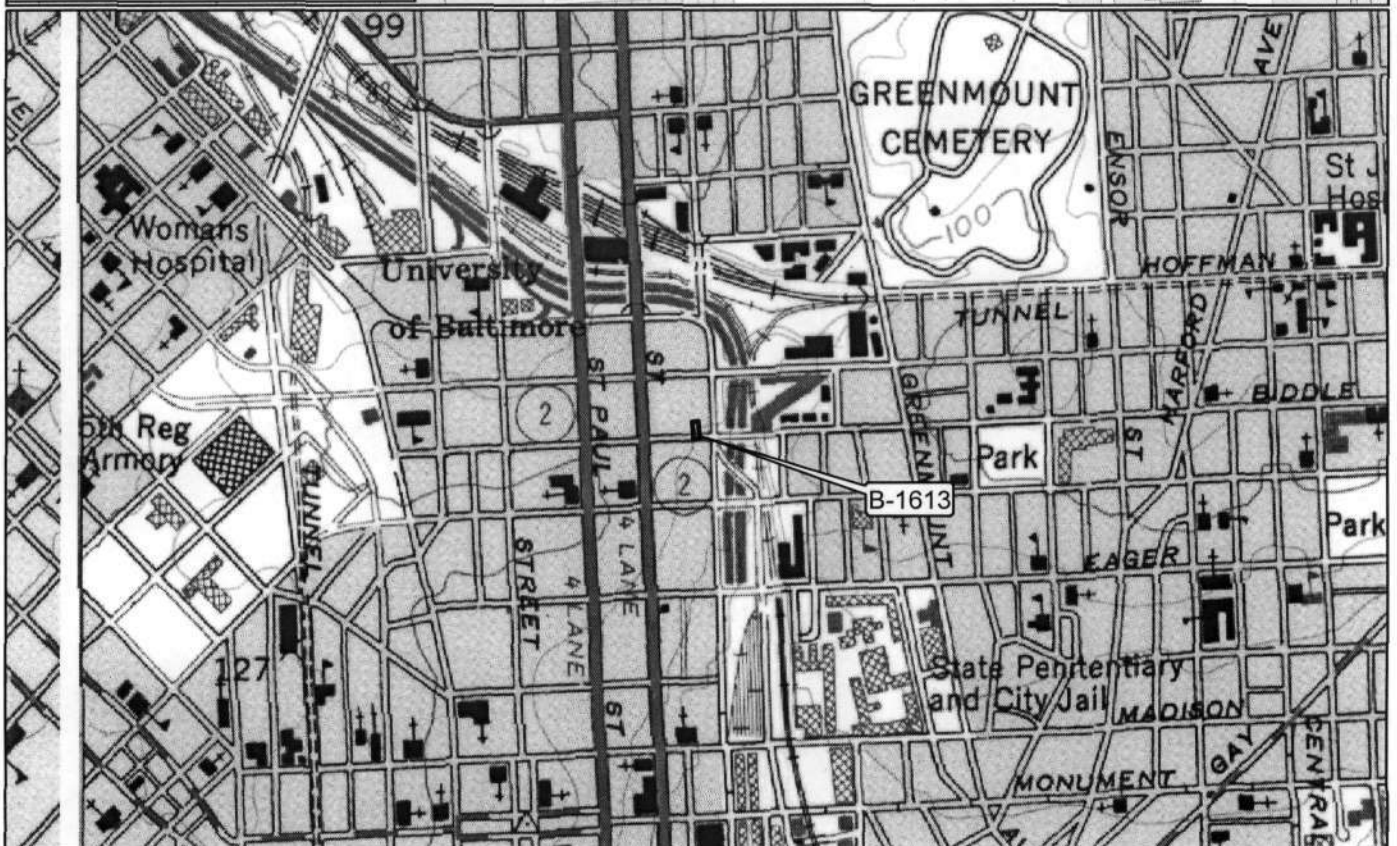 99
AVE
GREENMOUNT
CEMETERY
ENSOR
St J
Hos
Womans
Hospital
100
HOFFMAN
University
of Baltimore
TUNNEL
HARFORD
ST PAUL
ST
BIDDLE
2
GREENMOUNT
5th Reg
Armory
ST
Park
2
B-1613
TUNNEL
4 LANE
Park
STREET
EAGER
4 LANE
127
State Penitentiary
and City Jail
MADISON
ST
GAY
CENTRAL
MONUMENT